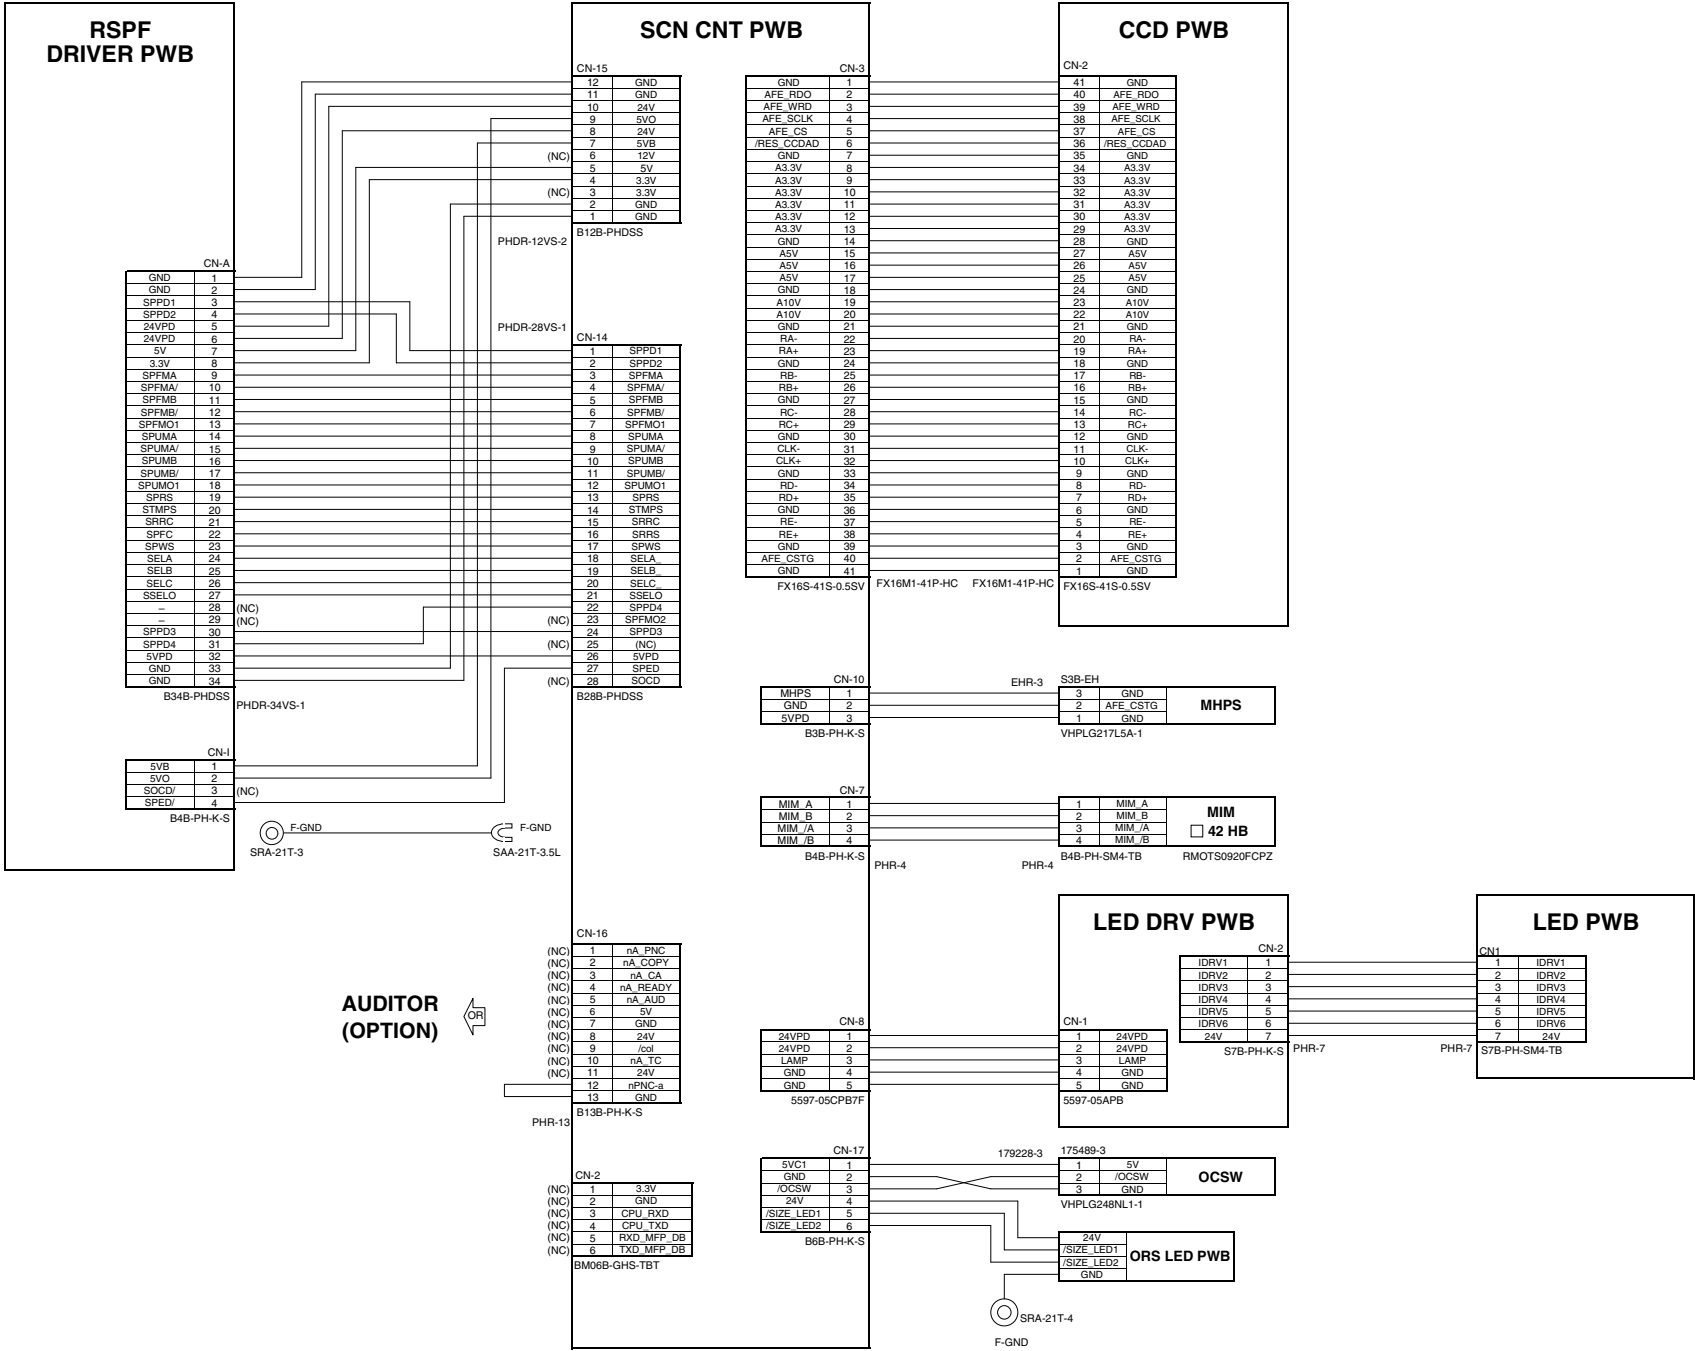 RSPF
DRIVER PWB
CN-A
GND 1
GND 2
SPPD1 3
SPPD2 4
24VPD 5
24VPD 6
5V 7
3.3V 8
SPFMA 9
SPFMA/ 10
SPFMB 11
SPFMB/ 12
SPFMO1 13
SPUMA 14
SPUMA/ 15
SPUMB 16
SPUMB/ 17
SPUMO1 18
SPRS 19
STMPS 20
SRRC 21
SPFC 22
SPWS 23
SELA 24
SELB 25
SELC 26
SSELO 27
– 28 (NC)
– 29 (NC)
SPPD3 30
SPPD4 31
5VPD 32
GND 33
GND 34
B34B-PHDSS
PHDR-34VS-1
CN-I
5VB 1
5VO 2
SOCD/ 3 (NC)
SPED/ 4
B4B-PH-K-S
F-GND
SRA-21T-3
F-GND
SAA-21T-3.5L
SCN CNT PWB
CN-15
12 GND
11 GND
10 24V
9 5VO
8 24V
7 5VB
(NC) 6 12V
5 5V
4 3.3V
(NC) 3 3.3V
2 GND
1 GND
B12B-PHDSS
PHDR-12VS-2
PHDR-28VS-1
CN-14
1 SPPD1
2 SPPD2
3 SPFMA
4 SPFMA/
5 SPFMB
6 SPFMB/
7 SPFMO1
8 SPUMA
9 SPUMA/
10 SPUMB
11 SPUMB/
12 SPUMO1
13 SPRS
14 STMPS
15 SRRC
16 SRRS
17 SPWS
18 SELA_
19 SELB_
20 SELC_
21 SSELO
22 SPPD4
(NC) 23 SPFMO2
24 SPPD3
(NC) 25 (NC)
26 5VPD
27 SPED
(NC) 28 SOCD
B28B-PHDSS
AUDITOR
(OPTION)
OR
CN-16
(NC) 1 nA_PNC
(NC) 2 nA_COPY
(NC) 3 nA_CA
(NC) 4 nA_READY
(NC) 5 nA_AUD
(NC) 6 5V
(NC) 7 GND
(NC) 8 24V
(NC) 9 /col
(NC) 10 nA_TC
(NC) 11 24V
12 nPNC-a
13 GND
B13B-PH-K-S
PHR-13
CN-2
(NC) 1 3.3V
(NC) 2 GND
(NC) 3 CPU_RXD
(NC) 4 CPU_TXD
(NC) 5 RXD_MFP_DB
(NC) 6 TXD_MFP_DB
BM06B-GHS-TBT
CN-3
GND 1
AFE_RDO 2
AFE_WRD 3
AFE_SCLK 4
AFE_CS 5
/RES_CCDAD 6
GND 7
A3.3V 8
A3.3V 9
A3.3V 10
A3.3V 11
A3.3V 12
A3.3V 13
GND 14
A5V 15
A5V 16
A5V 17
GND 18
A10V 19
A10V 20
GND 21
RA- 22
RA+ 23
GND 24
RB- 25
RB+ 26
GND 27
RC- 28
RC+ 29
GND 30
CLK- 31
CLK+ 32
GND 33
RD- 34
RD+ 35
GND 36
RE- 37
RE+ 38
GND 39
AFE_CSTG 40
GND 41
FX16S-41S-0.5SV
FX16M1-41P-HC
FX16M1-41P-HC
CCD PWB
CN-2
41 GND
40 AFE_RDO
39 AFE_WRD
38 AFE_SCLK
37 AFE_CS
36 /RES_CCDAD
35 GND
34 A3.3V
33 A3.3V
32 A3.3V
31 A3.3V
30 A3.3V
29 A3.3V
28 GND
27 A5V
26 A5V
25 A5V
24 GND
23 A10V
22 A10V
21 GND
20 RA-
19 RA+
18 GND
17 RB-
16 RB+
15 GND
14 RC-
13 RC+
12 GND
11 CLK-
10 CLK+
9 GND
8 RD-
7 RD+
6 GND
5 RE-
4 RE+
3 GND
2 AFE_CSTG
1 GND
FX16S-41S-0.5SV
CN-10
MHPS 1
GND 2
5VPD 3
B3B-PH-K-S
EHR-3
S3B-EH
3 GND
2 AFE_CSTG
1 GND
MHPS
VHPLG217L5A-1
CN-7
MIM_A 1
MIM_B 2
MIM_/A 3
MIM_/B 4
B4B-PH-K-S
PHR-4
PHR-4
1 MIM_A
2 MIM_B
3 MIM_/A
4 MIM_/B
MIM
□ 42 HB
B4B-PH-SM4-TB
RMOTS0920FCPZ
CN-8
24VPD 1
24VPD 2
LAMP 3
GND 4
GND 5
5597-05CPB7F
LED DRV PWB
CN-1
1 24VPD
2 24VPD
3 LAMP
4 GND
5 GND
5597-05APB
CN-2
IDRV1 1
IDRV2 2
IDRV3 3
IDRV4 4
IDRV5 5
IDRV6 6
24V 7
S7B-PH-K-S
PHR-7
PHR-7
LED PWB
CN1
1 IDRV1
2 IDRV2
3 IDRV3
4 IDRV4
5 IDRV5
6 IDRV6
7 24V
S7B-PH-SM4-TB
CN-17
5VC1 1
GND 2
/OCSW 3
24V 4
/SIZE_LED1 5
/SIZE_LED2 6
B6B-PH-K-S
179228-3
175489-3
1 5V
2 /OCSW
3 GND
OCSW
VHPLG248NL1-1
24V
/SIZE_LED1
/SIZE_LED2
GND
ORS LED PWB
SRA-21T-4
F-GND